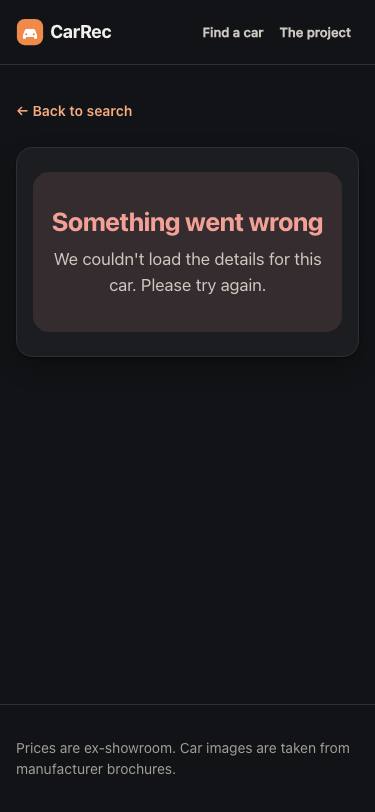 CarRec
Find a car
The project
← Back to search
Something went wrong
We couldn't load the details for this
car. Please try again.
Prices are ex-showroom. Car images are taken from
manufacturer brochures.